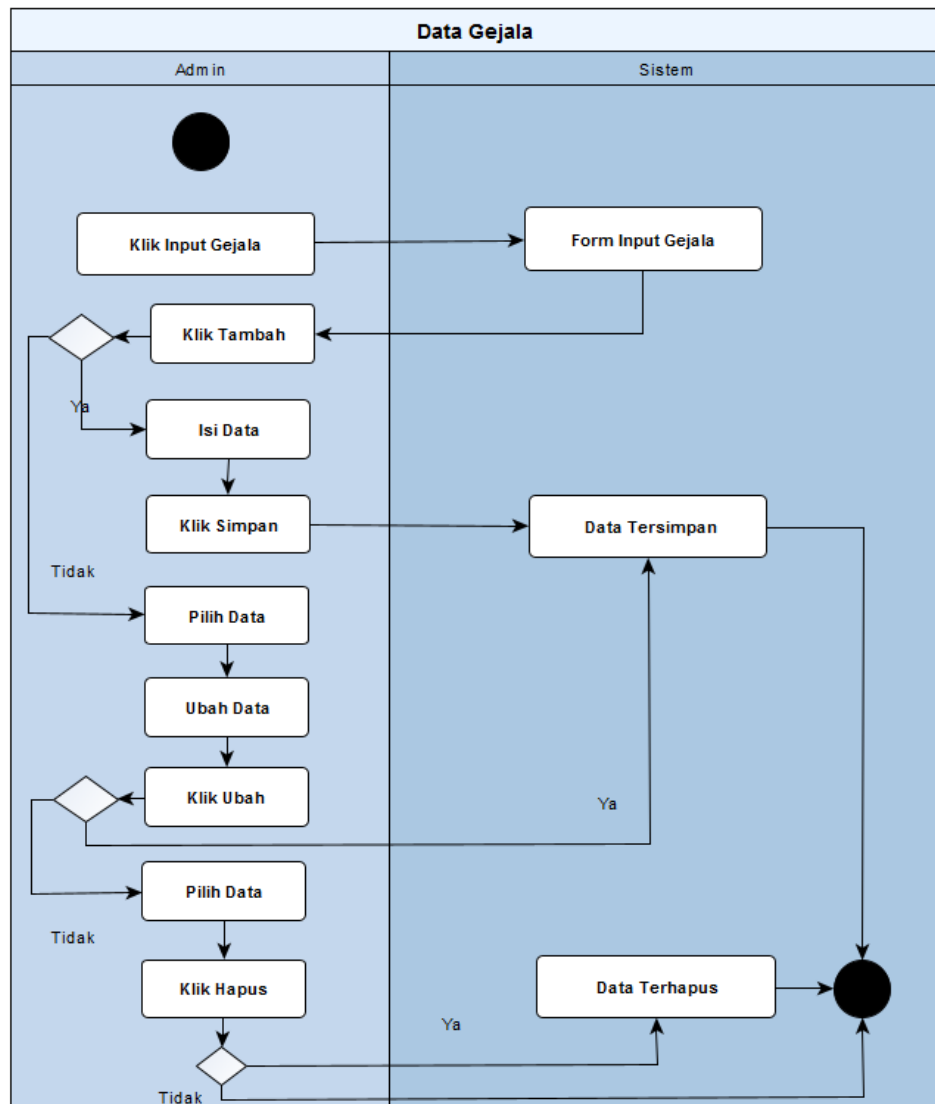 Data Gejala
Admin
Sistem
Klik Input Gejala
Form Input Gejala
Klik Tambah
Ya
Isi Data
Klik Simpan
Data Tersimpan
Tidak
Pilih Data
Ubah Data
Klik Ubah
Ya
Pilih Data
Tidak
Klik Hapus
Data Terhapus
Ya
Tidak